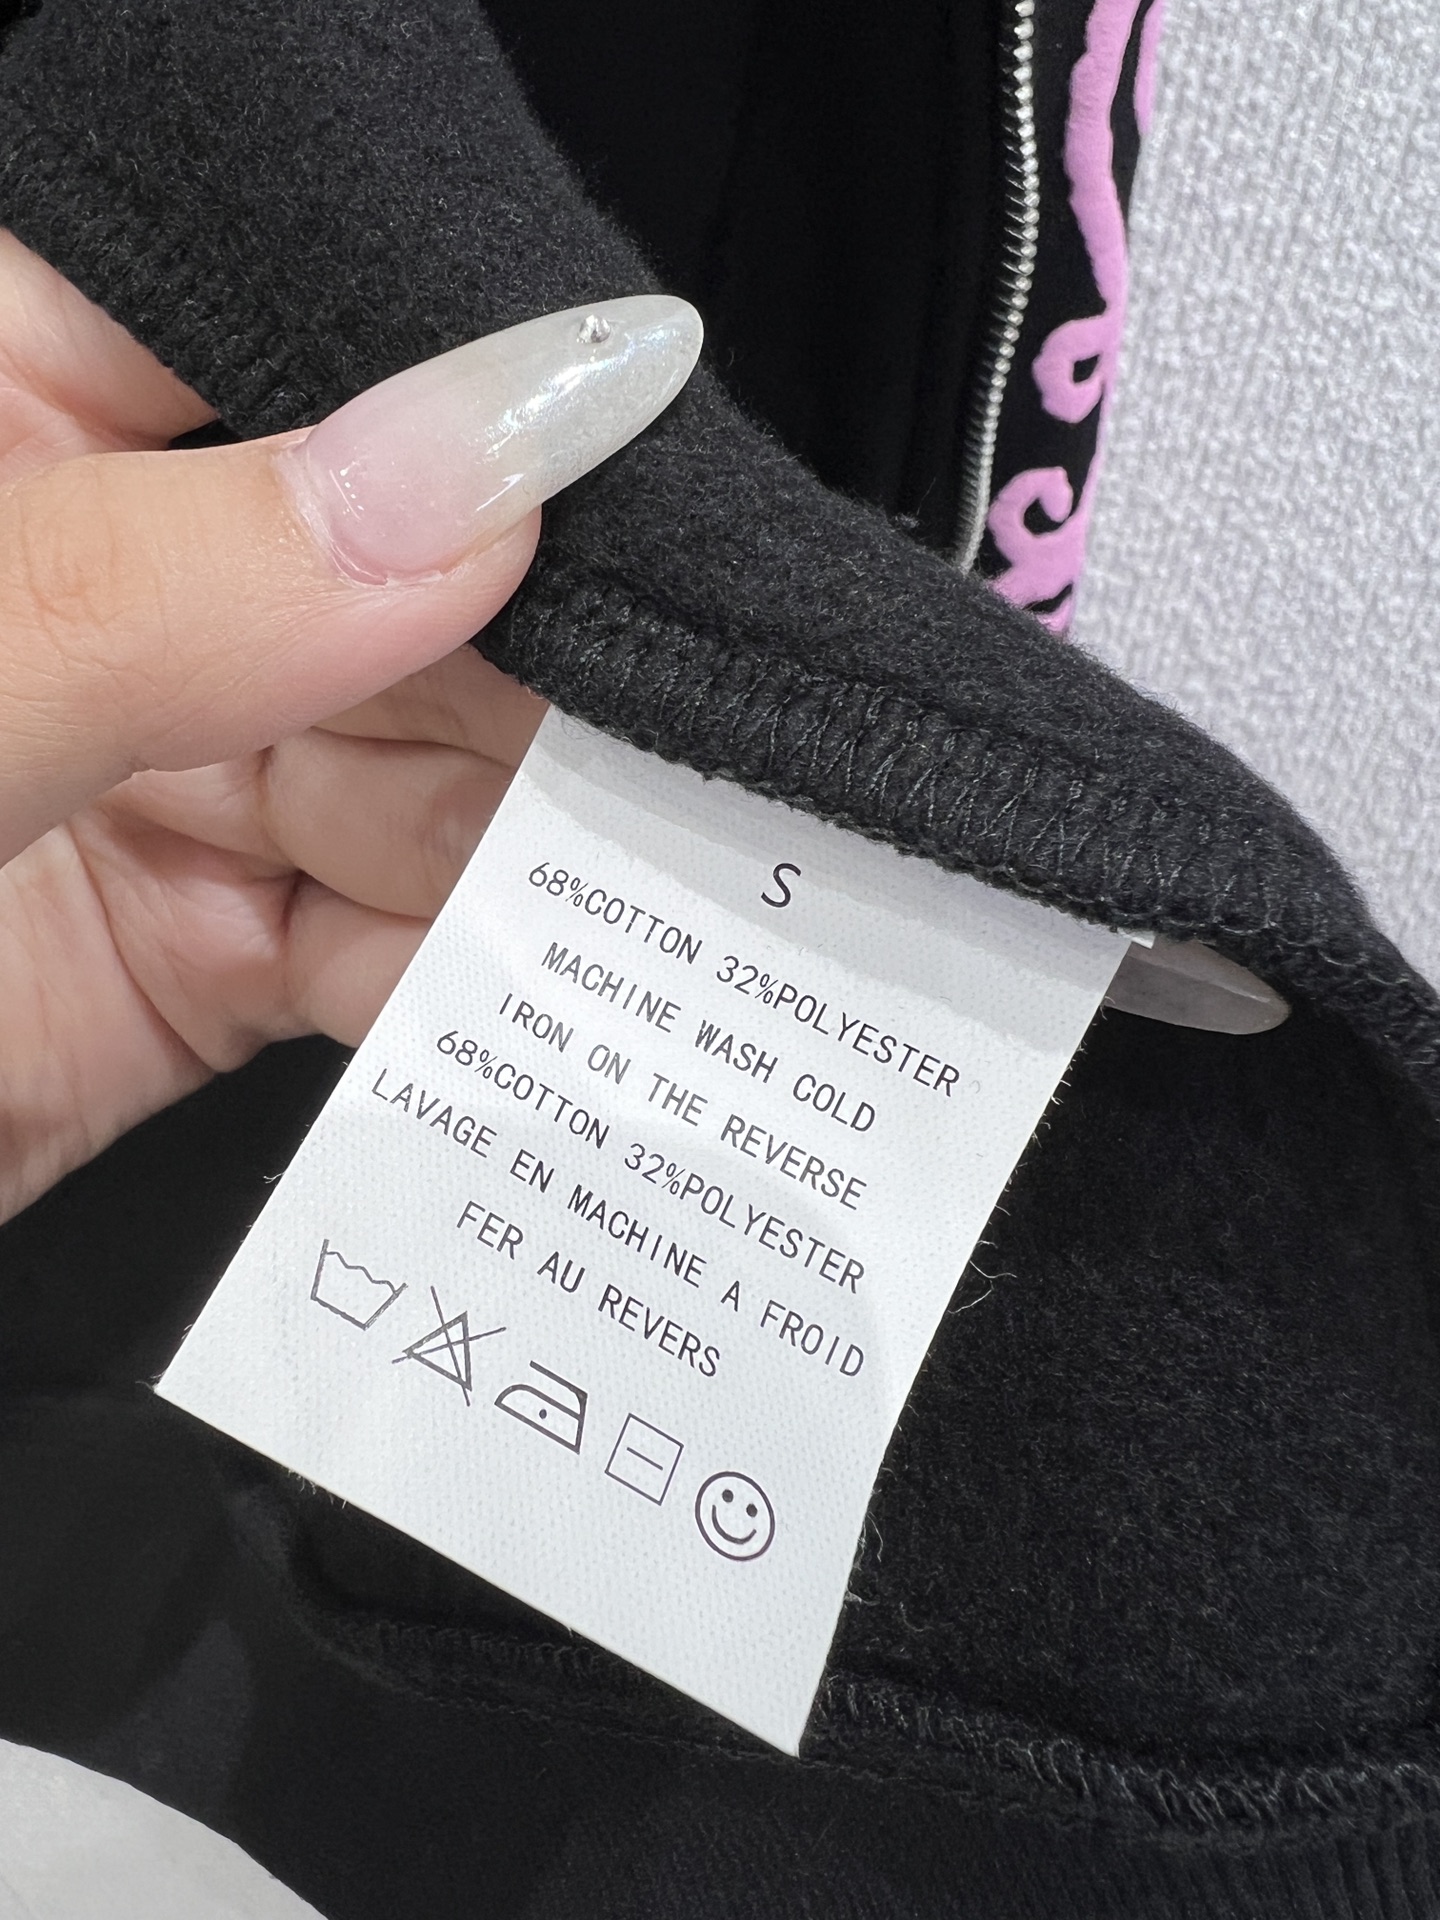 S
68%COTTON 32%POLYESTER
MACHINE WASH COLD
IRON ON THE REVERSE
68%COTTON 32%POLYESTER
LAVAGE EN MACHINE A FROID
FER AU REVERS